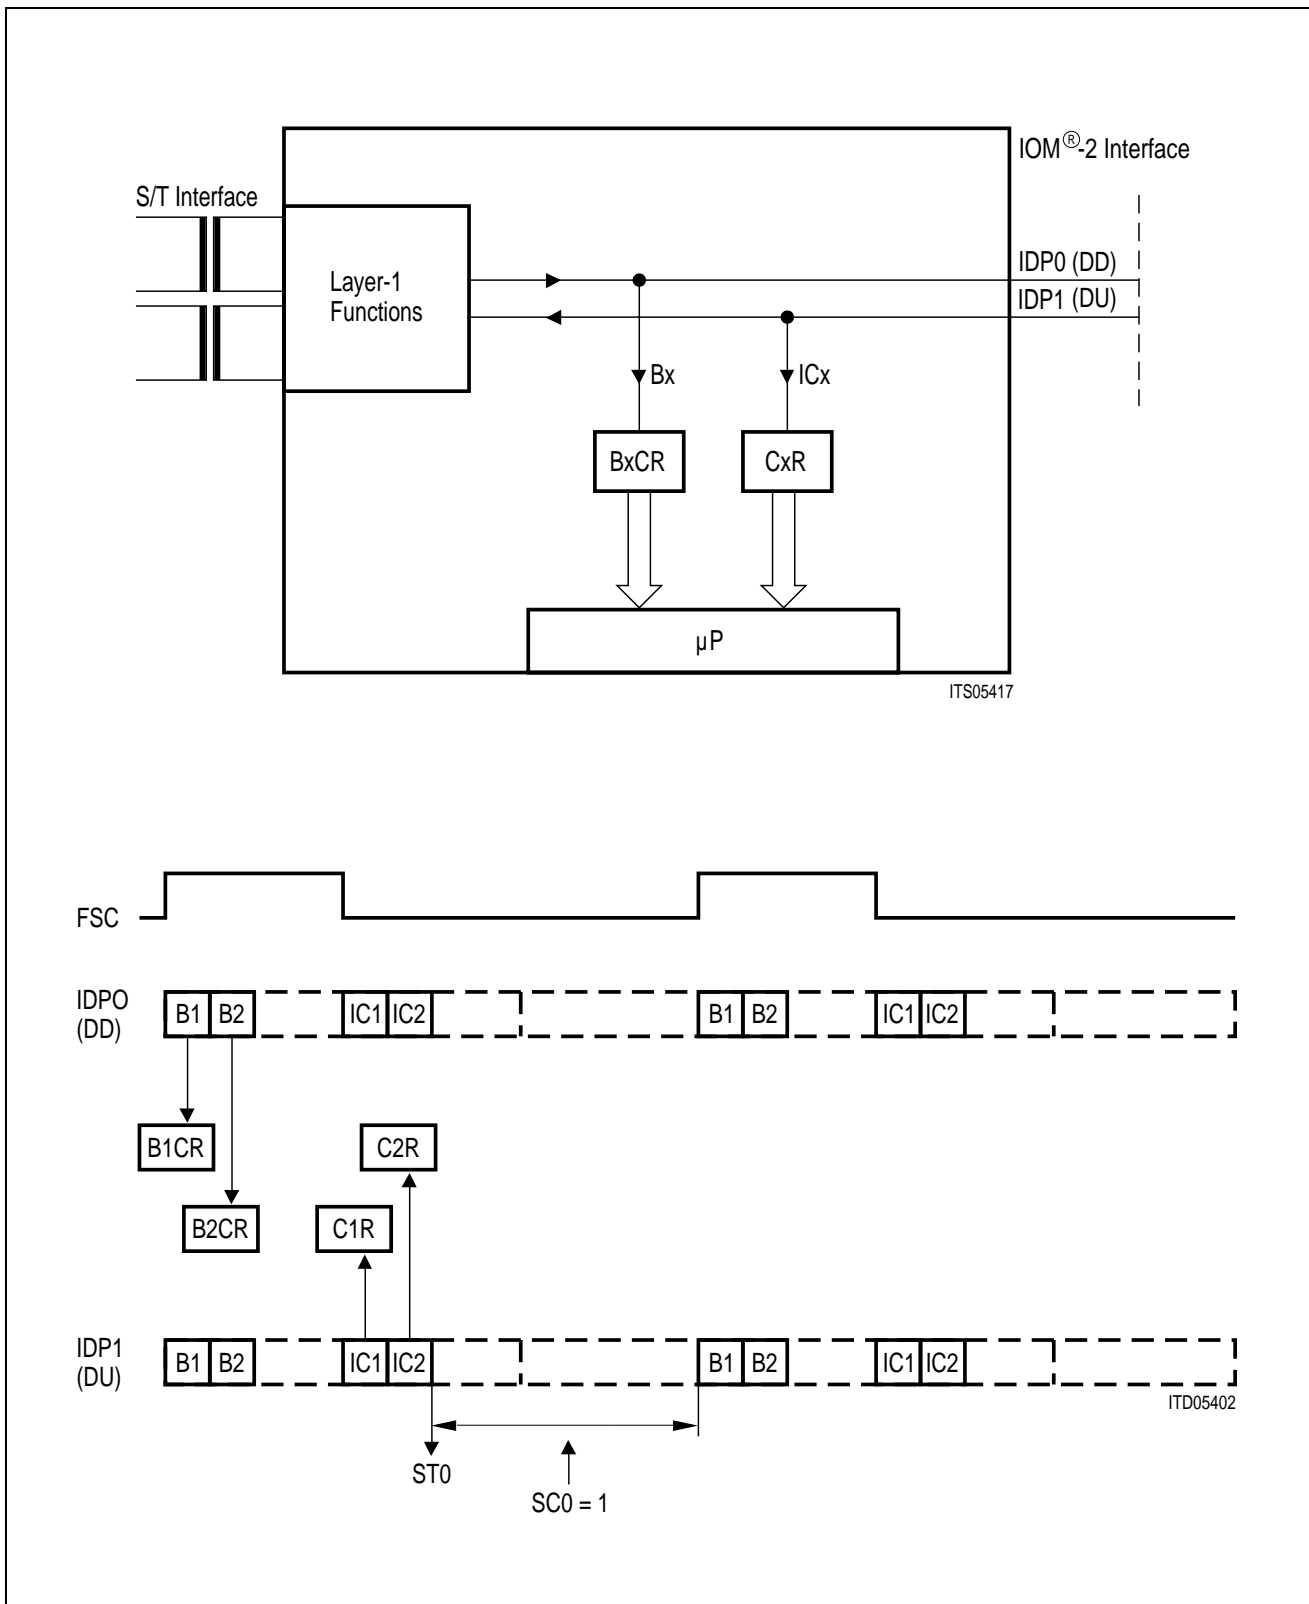 IOM®-2 Interface
S/T Interface
IDP0 (DD)
Layer-1
Functions
IDP1 (DU)
Bx
ICx
BxCR
CxR
µP
ITS05417
FSC
IDPO
(DD)
B1 B2 IC1 IC2 B1 B2 IC1 IC2
B1CR
C2R
B2CR
C1R
IDP1
(DU)
B1 B2 IC1 IC2 B1 B2 IC1 IC2
ITD05402
ST0
SC0 = 1